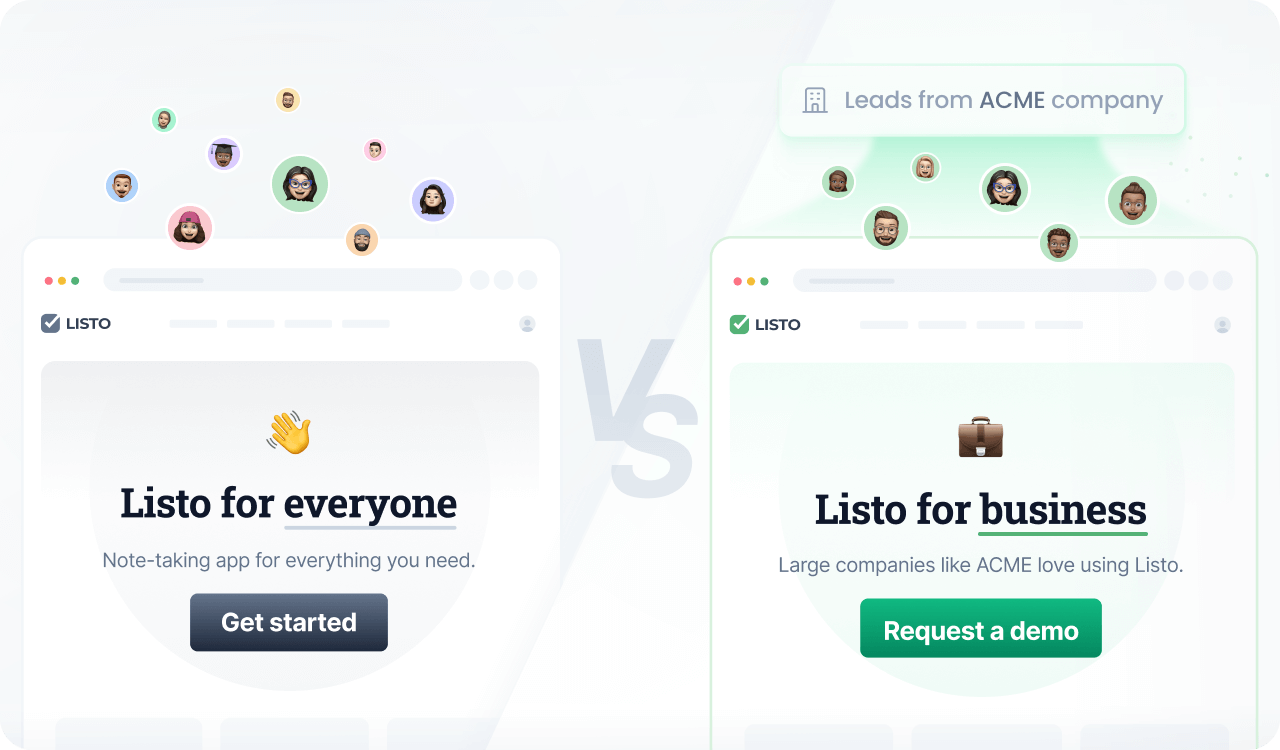 Leads from ACME company
LISTO
Listo for everyone
Note-taking app for everything you need.
Get started
VS
LISTO
Listo for business
Large companies like ACME love using Listo.
Request a demo